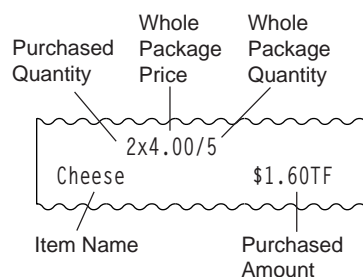 Whole Whole
Purchased Package Package
Quantity Price Quantity
2x4.00/5
Cheese $1.60TF
Item Name Purchased
Amount